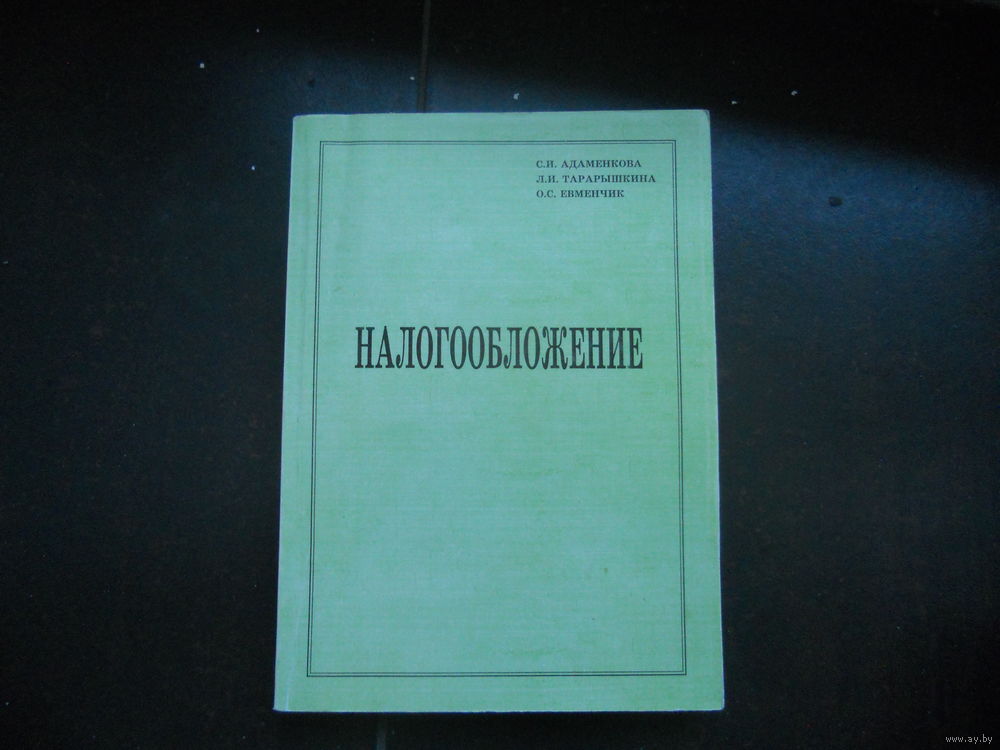 С.И. АДАМЕНКОВА
Л.И. ТАРАРЫШКИНА
О.С. ЕВМЕНЧИК
НАЛОГООБЛОЖЕНИЕ
www.ay.by